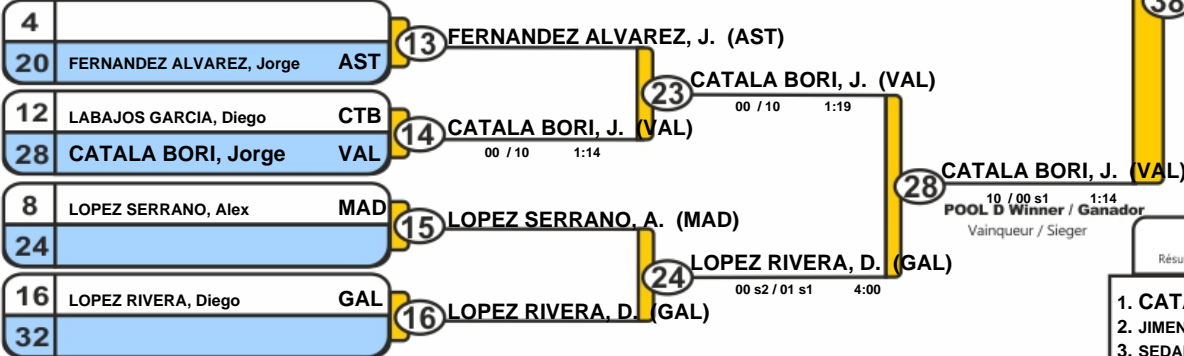 38
4
20 FERNANDEZ ALVAREZ, Jorge AST
13 FERNANDEZ ALVAREZ, J. (AST)
23 CATALA BORI, J. (VAL)
00 / 10 1:19
12 LABAJOS GARCIA, Diego CTB
28 CATALA BORI, Jorge VAL
14 CATALA BORI, J. (VAL)
00 / 10 1:14
28 CATALA BORI, J. (VAL)
10 / 00 s1 1:14
POOL D Winner / Ganador
Vainqueur / Sieger
8 LOPEZ SERRANO, Alex MAD
24
15 LOPEZ SERRANO, A. (MAD)
24 LOPEZ RIVERA, D. (GAL)
00 s2 / 01 s1 4:00
16 LOPEZ RIVERA, Diego GAL
32
16 LOPEZ RIVERA, D. (GAL)
Résu
1. CATA
2. JIMEN
3.